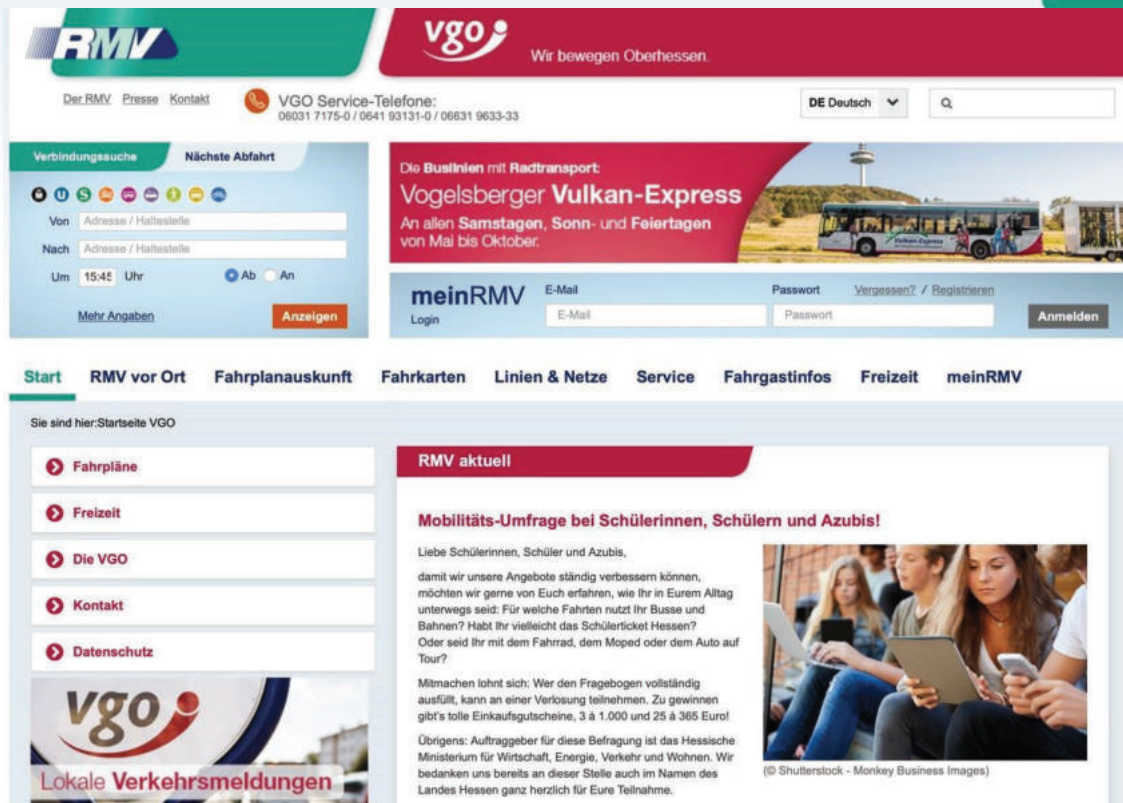 RMV
vgo
Wir bewegen Oberhessen.
Der RMV Presse Kontakt
VGO Service-Telefone:
06031 7175-0 / 0641 93131-0 / 06631 9633-33
DE Deutsch
Verbindungssuche Nächste Abfahrt
U S
Von Adresse / Haltestelle
Nach Adresse / Haltestelle
Um 15:45 Uhr Ab An
Mehr Angaben Anzeigen
Die Buslinien mit Radtransport:
Vogelsberger Vulkan-Express
An allen Samstagen, Sonn- und Feiertagen
von Mai bis Oktober.
Vulkan-Express
meinRMV
Login
E-Mail Passwort Vergessen? / Registrieren
E-Mail Passwort Anmelden
Start RMV vor Ort Fahrplanauskunft Fahrkarten Linien & Netze Service Fahrgastinfos Freizeit meinRMV
Sie sind hier:Startseite VGO
Fahrpläne
Freizeit
Die VGO
Kontakt
Datenschutz
vgo
Lokale Verkehrsmeldungen
RMV aktuell
Mobilitäts-Umfrage bei Schülerinnen, Schülern und Azubis!
Liebe Schülerinnen, Schüler und Azubis,
damit wir unsere Angebote ständig verbessern können,
möchten wir gerne von Euch erfahren, wie Ihr in Eurem Alltag
unterwegs seid: Für welche Fahrten nutzt Ihr Busse und
Bahnen? Habt Ihr vielleicht das Schülerticket Hessen?
Oder seid Ihr mit dem Fahrrad, dem Moped oder dem Auto auf
Tour?
Mitmachen lohnt sich: Wer den Fragebogen vollständig
ausfüllt, kann an einer Verlosung teilnehmen. Zu gewinnen
gibt's tolle Einkaufsgutscheine, 3 à 1.000 und 25 à 365 Euro!
Übrigens: Auftraggeber für diese Befragung ist das Hessische
Ministerium für Wirtschaft, Energie, Verkehr und Wohnen. Wir
bedanken uns bereits an dieser Stelle auch im Namen des
Landes Hessen ganz herzlich für Eure Teilnahme.
(© Shutterstock - Monkey Business Images)